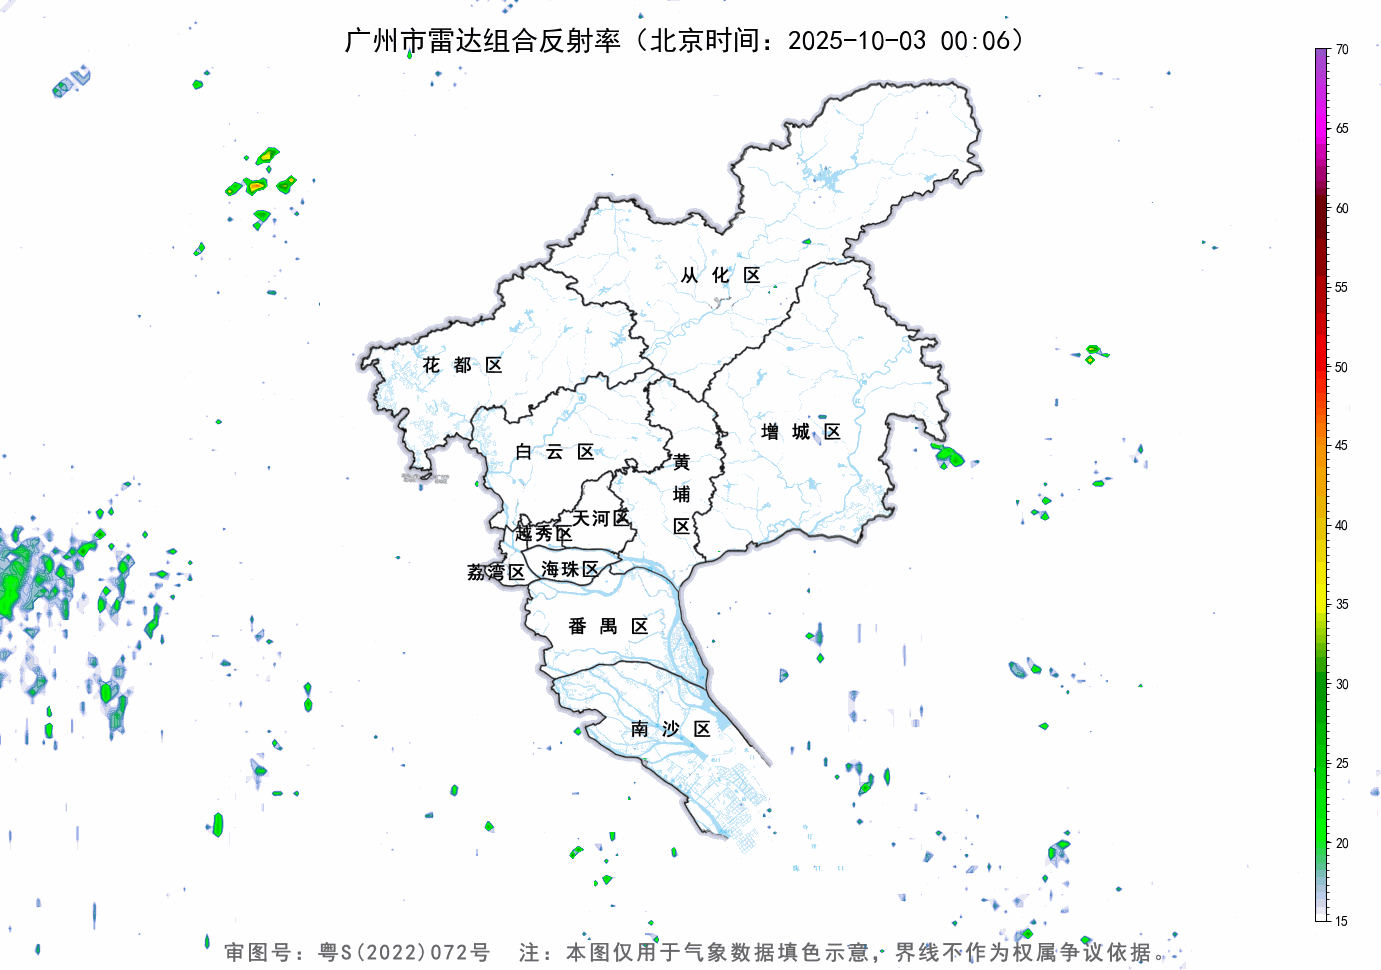 广州市雷达组合反射率（北京时间：2025-10-03 00:06）
70
65
60
55
50
45
40
35
30
25
20
15
从化区
花都区
增城区
白云区
黄埔区
天河区
越秀区
荔湾区
海珠区
番禺区
南沙区
审图号：粤S(2022)072号 注：本图仅用于气象数据填色示意，界线不作为权属争议依据。